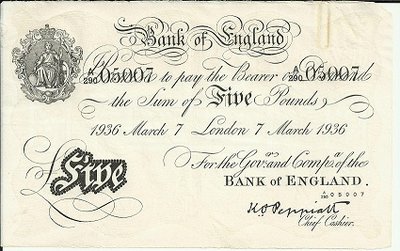 Bank of England
A/290 05007 to pay the Bearer on Demand A/290 05007
the Sum of Five Pounds
1936 March 7 London 7 March 1936
For the Govr. and Compa. of the
BANK OF ENGLAND.
£Five
A/290 05007
K.O. Peppiatt
Chief Cashier.